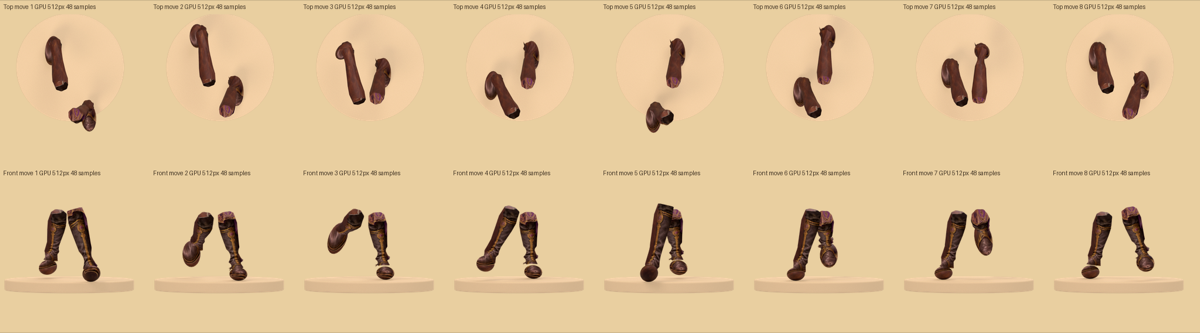 Top move 1 GPU 512px 48 samples
Top move 2 GPU 512px 48 samples
Top move 3 GPU 512px 48 samples
Top move 4 GPU 512px 48 samples
Top move 5 GPU 512px 48 samples
Top move 6 GPU 512px 48 samples
Top move 7 GPU 512px 48 samples
Top move 8 GPU 512px 48 samples
Front move 1 GPU 512px 48 samples
Front move 2 GPU 512px 48 samples
Front move 3 GPU 512px 48 samples
Front move 4 GPU 512px 48 samples
Front move 5 GPU 512px 48 samples
Front move 6 GPU 512px 48 samples
Front move 7 GPU 512px 48 samples
Front move 8 GPU 512px 48 samples